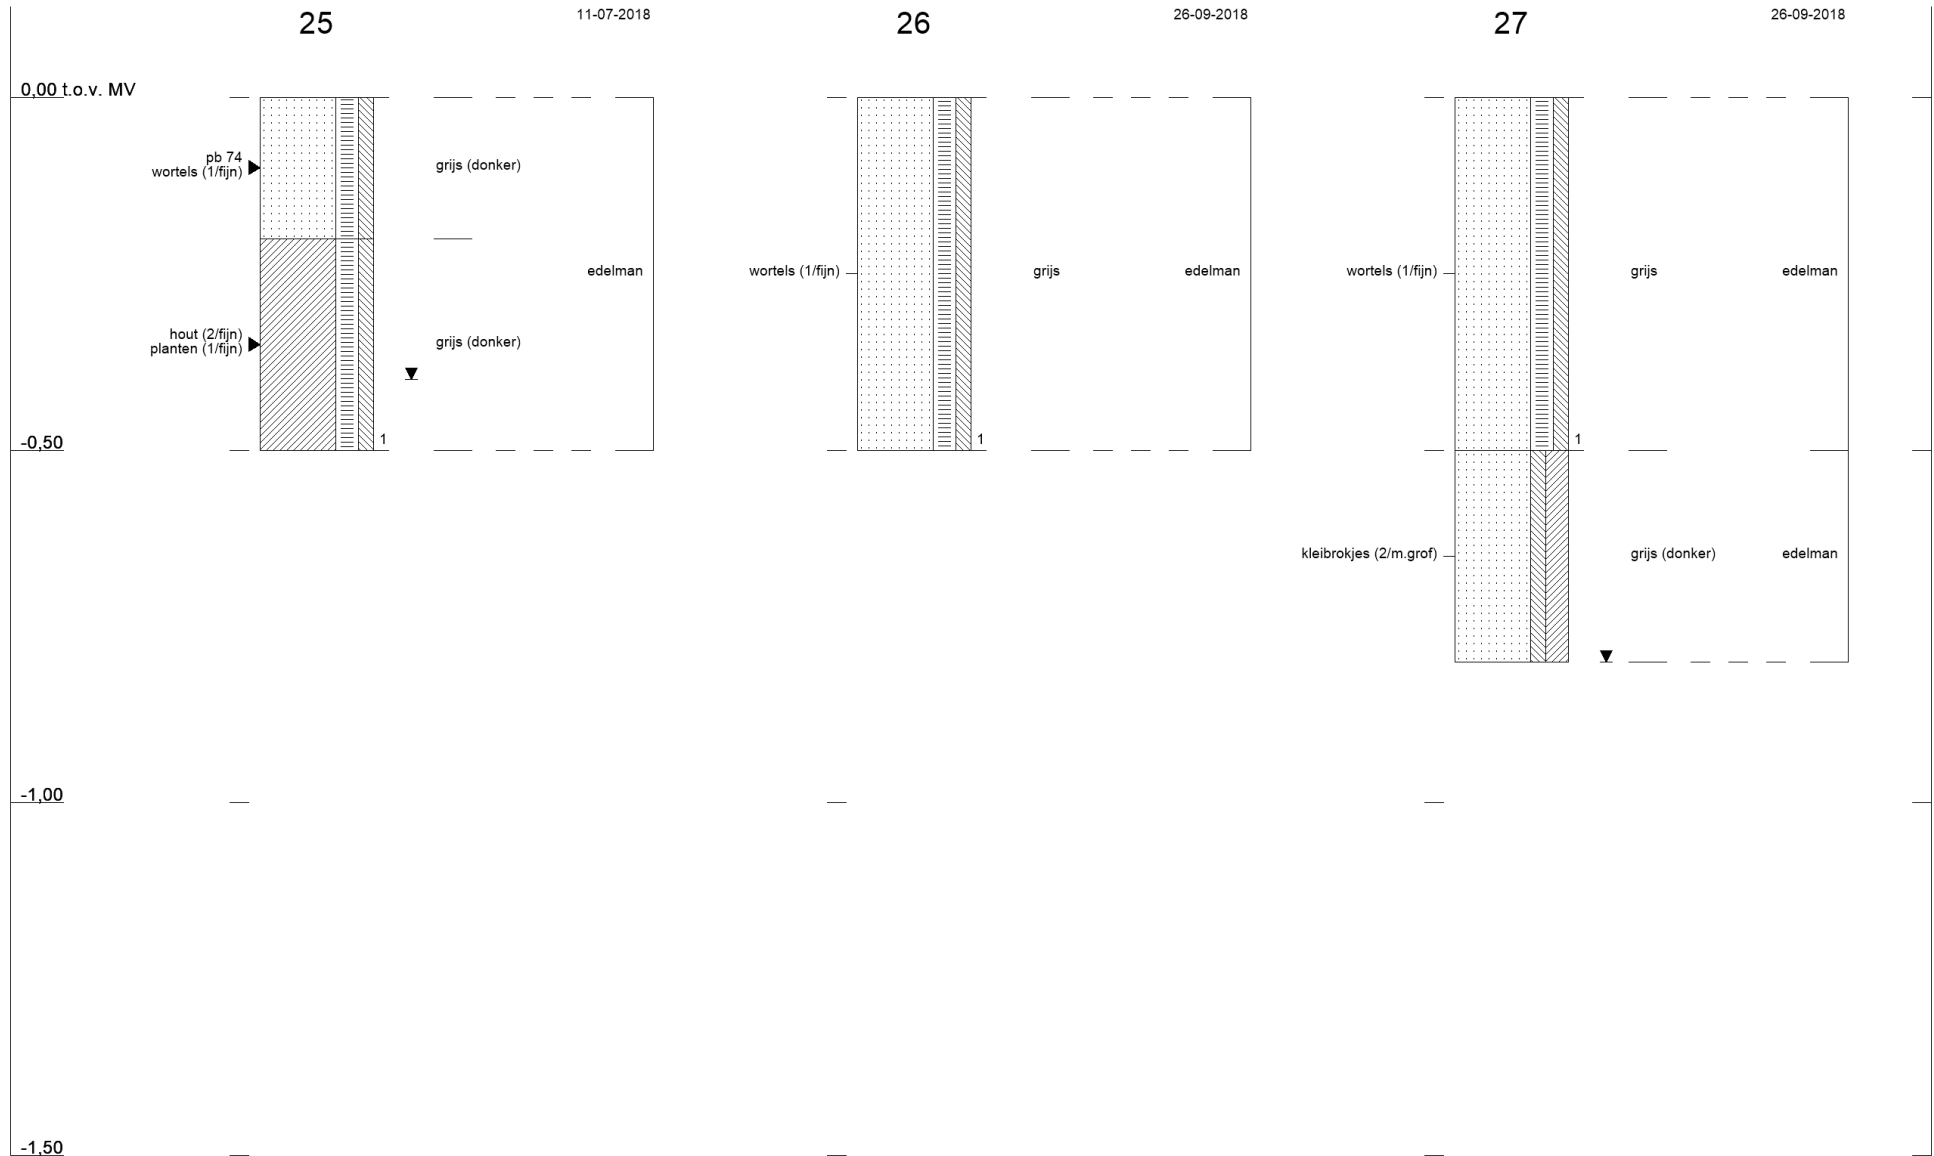 25
11-07-2018
26
26-09-2018
27
26-09-2018
0,00 t.o.v. MV
pb 74
wortels (1/fijn)
grijs (donker)
edelman
wortels (1/fijn)
grijs
edelman
wortels (1/fijn)
grijs
edelman
hout (2/fijn)
planten (1/fijn)
grijs (donker)
-0,50
1
1
1
kleibrokjes (2/m.grof)
grijs (donker)
edelman
-1,00
-1,50